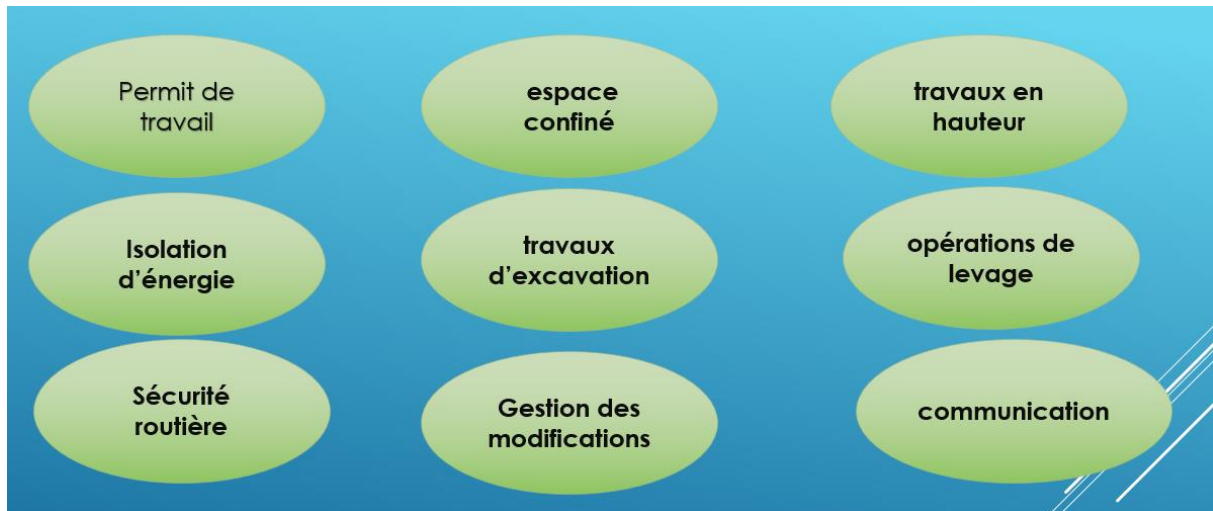 Permit de
travail
espace
confiné
travaux en
hauteur
Isolation
d’énergie
travaux
d’excavation
opérations de
levage
Sécurité
routière
Gestion des
modifications
communication